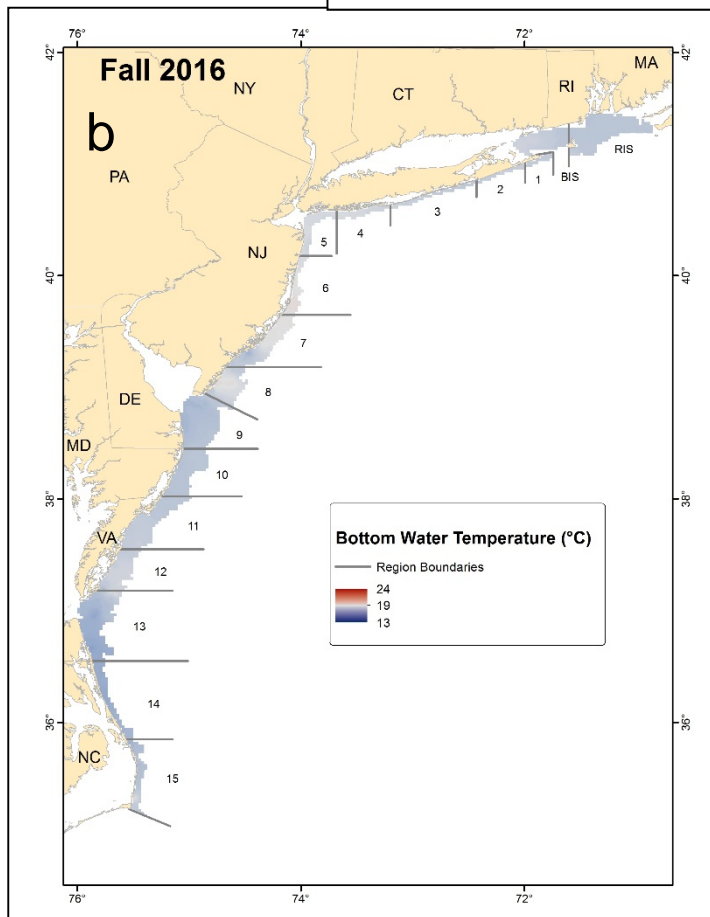 76°
74°
72°
42°
42°
Fall 2016
MA
NY
CT
RI
b
RIS
PA
BIS
1
2
3
4
5
NJ
40°
40°
6
7
DE
8
9
MD
10
38°
38°
11
VA
Bottom Water Temperature (°C)
12
Region Boundaries
24
19
13
13
14
36°
36°
NC
15
76°
74°
72°